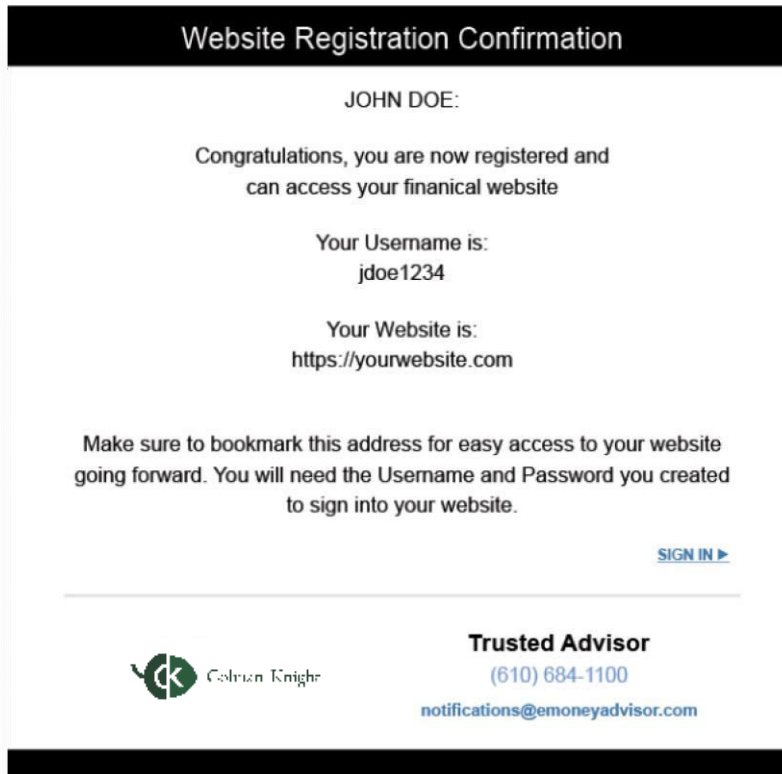 Website Registration Confirmation
JOHN DOE:
Congratulations, you are now registered and
can access your finanical website
Your Username is:
jdoe1234
Your Website is:
https://yourwebsite.com
Make sure to bookmark this address for easy access to your website
going forward. You will need the Username and Password you created
to sign into your website.
SIGN IN ▶
CK Colman Knight
Trusted Advisor
(610) 684-1100
notifications@emoneyadvisor.com